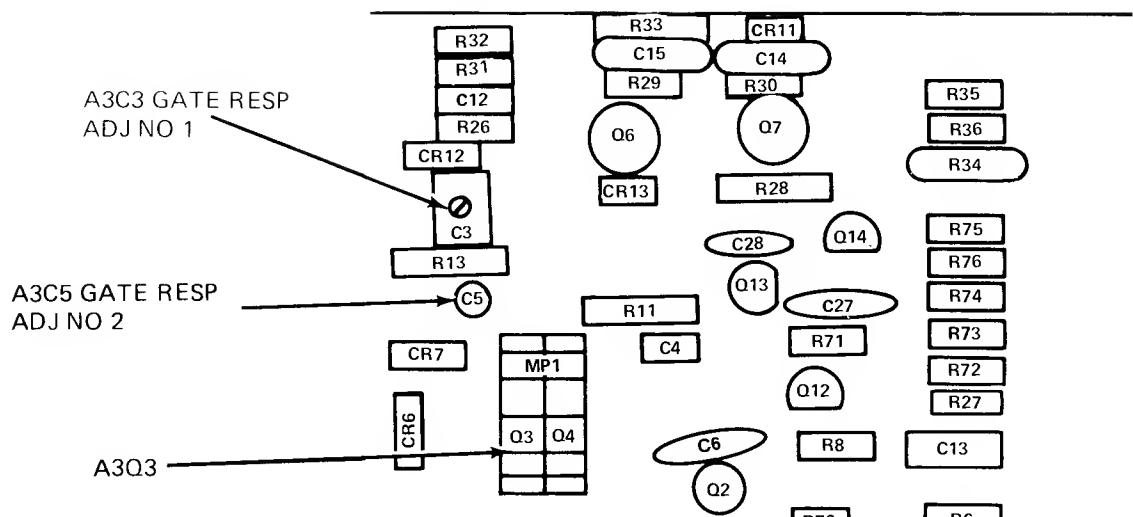 R33
CR11
R32
C15
C14
R31
R29
R30
A3C3 GATE RESP
ADJ NO 1
C12
R35
R26
Q6
Q7
R36
CR12
R34
CR13
R28
C3
R75
Q14
C28
R13
R76
A3C5 GATE RESP
ADJ NO 2
C5
Q13
R74
C27
R11
R73
CR7
C4
R71
MP1
R72
Q12
R27
CR6
Q3
Q4
C6
R8
C13
A3Q3
Q2